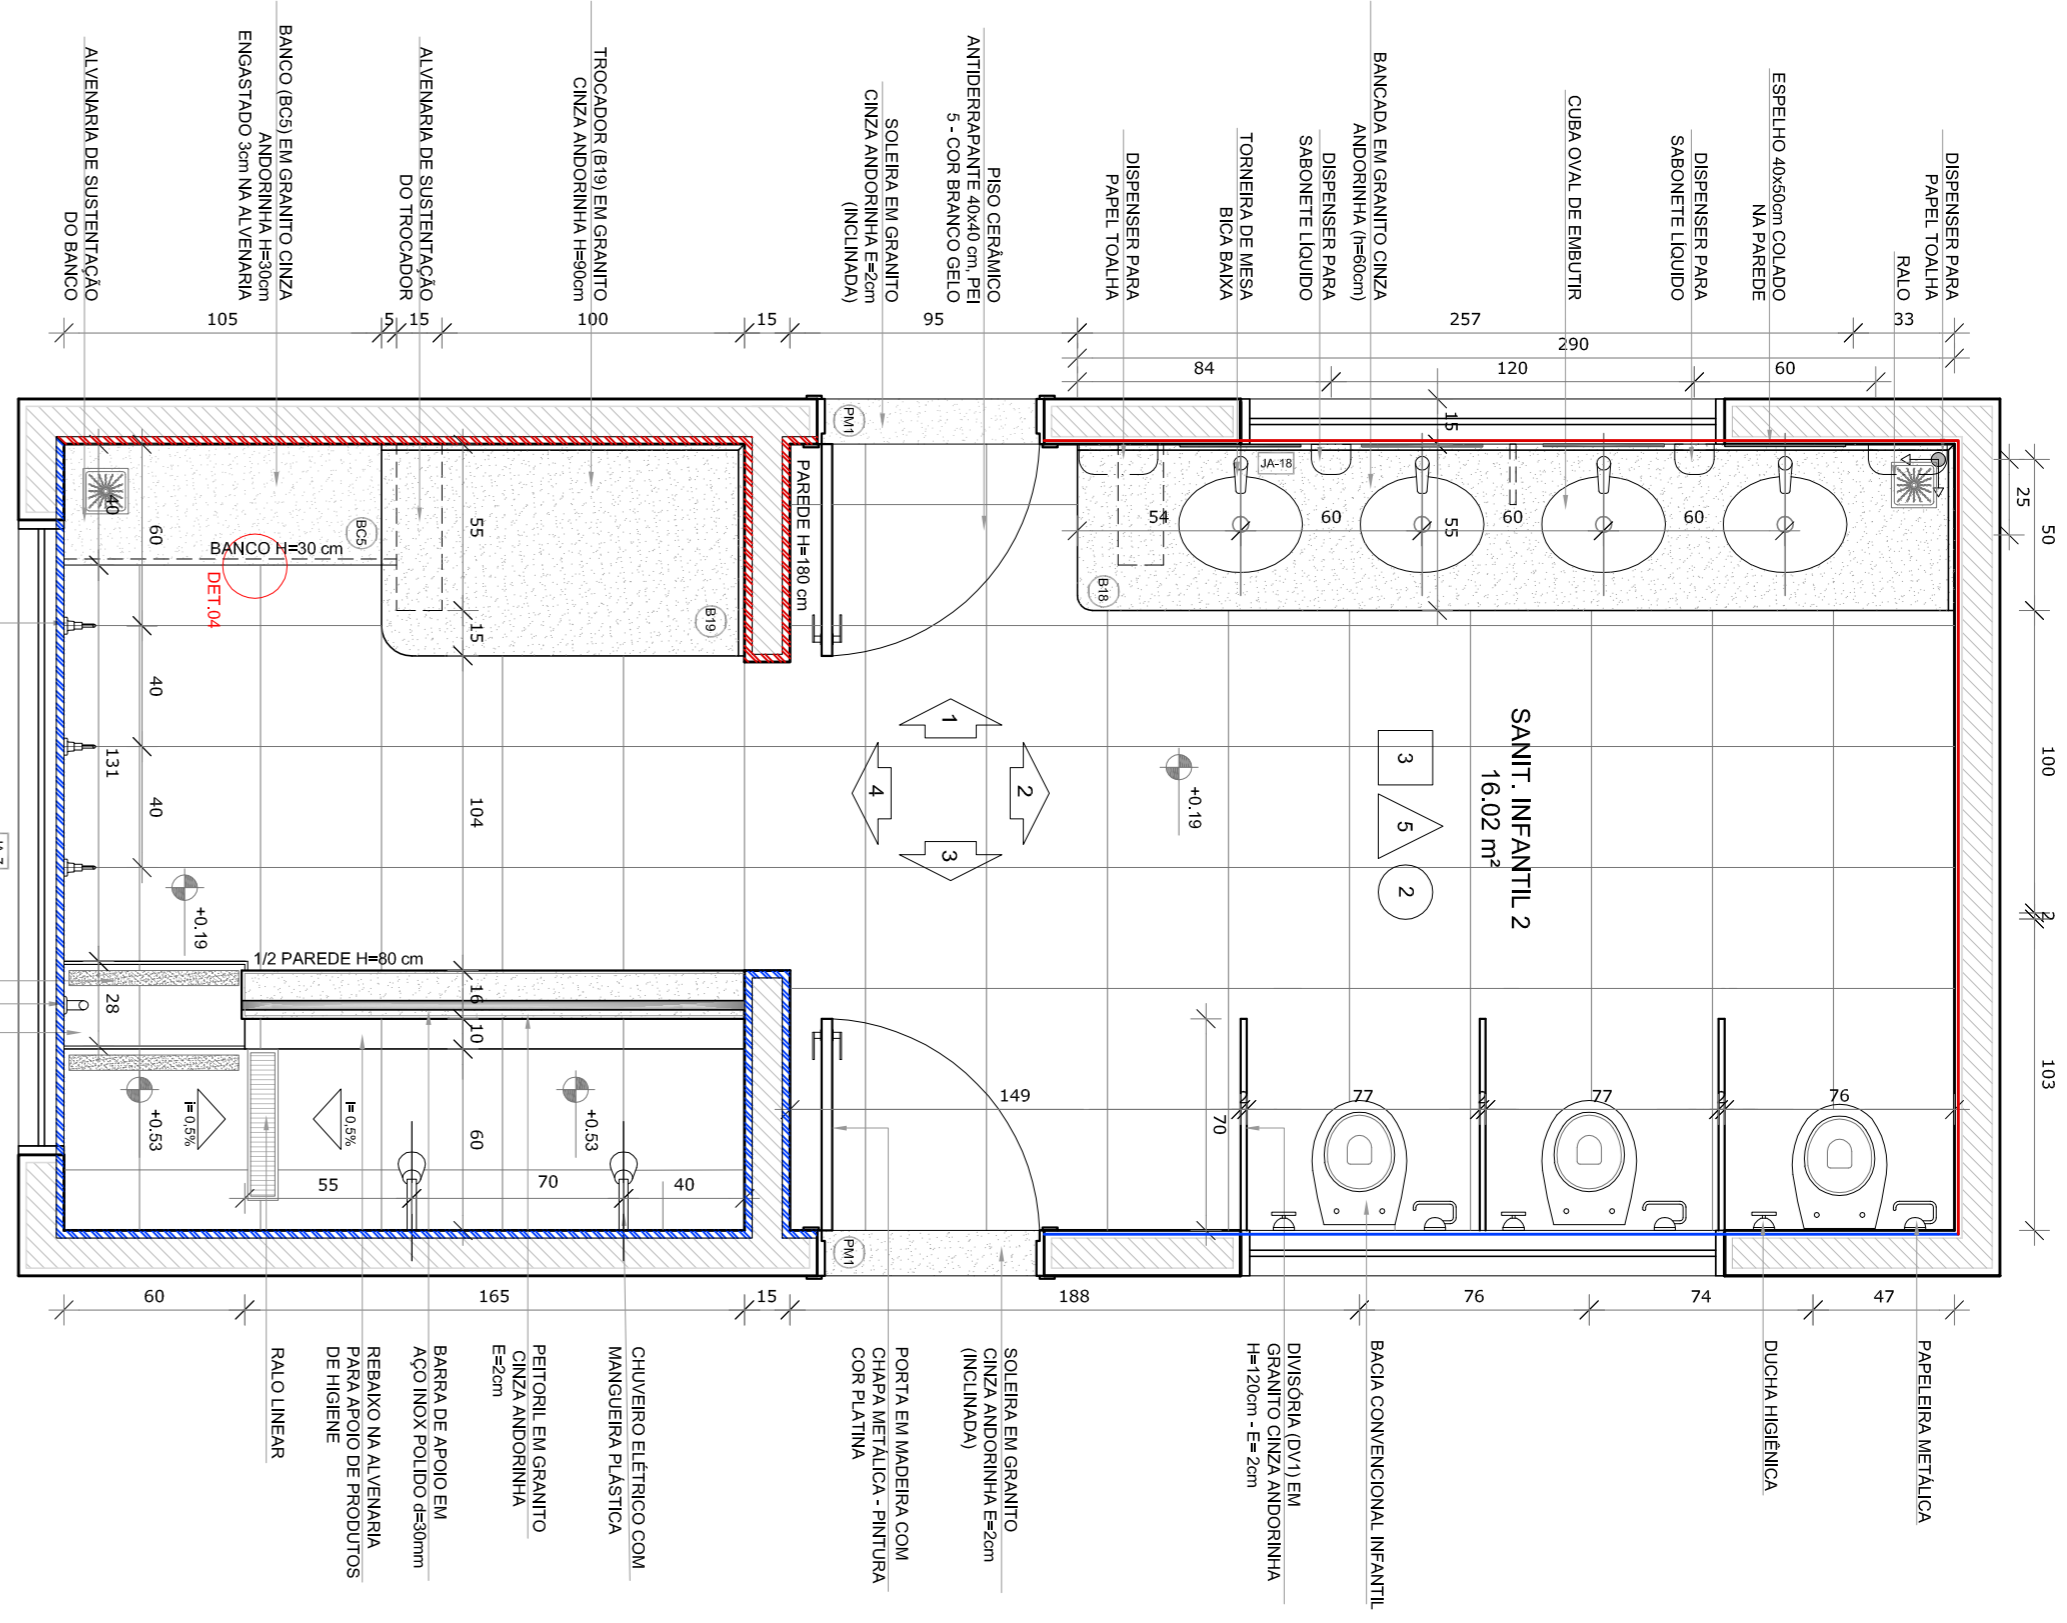 ALVENARIA DE SUSTENTAÇÃO
DO BANCO
BANCO (BC5) EM GRANITO CINZA
ANDORINHA H=30cm
ENGASTADO 3cm NA ALVENARIA
ALVENARIA DE SUSTENTAÇÃO
DO TROCADOR
TROCADOR (B19) EM GRANITO
CINZA ANDORINHA H=90cm
SOLEIRA EM GRANITO
CINZA ANDORINHA E=2cm
(INCLINADA)
PISO CERÂMICO
ANTIDERRAPANTE 40x40 cm, PEI
5 - COR BRANCO GELO
DISPENSER PARA
PAPEL TOALHA
TORNEIRA DE MESA
BICA BAIXA
DISPENSER PARA
SABONETE LÍQUIDO
BANCADA EM GRANITO CINZA
ANDORINHA (h=60cm)
CUBA OVAL DE EMBUTIR
DISPENSER PARA
SABONETE LÍQUIDO
ESPELHO 40x50cm COLADO
NA PAREDE
RALO
DISPENSER PARA
PAPEL TOALHA
105
5
15
100
15
95
257
33
290
84
120
60
15
PM1
JA-18
40
60
BANCO H=30 cm
BC5
DET.04
55
15
B19
PAREDE H=180 cm
54
60
55
60
60
B18
25
50
100
2
103
40
40
131
104
1
2
3
4
+0.19
SANIT. INFANTIL 2
16.02 m²
3
5
2
+0.19
1/2 PAREDE H=80 cm
16
10
28
+0.53
i= 0,5%
I= 0,5%
+0.53
60
55
70
40
149
70
2
77
2
77
2
76
PM1
60
165
15
188
76
74
47
RALO LINEAR
REBAIXO NA ALVENARIA
PARA APOIO DE PRODUTOS
DE HIGIENE
BARRA DE APOIO EM
AÇO INOX POLIDO d=30mm
PEITORIL EM GRANITO
CINZA ANDORINHA
E=2cm
CHUVEIRO ELÉTRICO COM
MANGUEIRA PLÁSTICA
PORTA EM MADEIRA COM
CHAPA METÁLICA - PINTURA
COR PLATINA
SOLEIRA EM GRANITO
CINZA ANDORINHA E=2cm
(INCLINADA)
DIVISÓRIA (DV1) EM
GRANITO CINZA ANDORINHA
H=120cm - E= 2cm
BACIA CONVENCIONAL INFANTIL
DUCHA HIGIÊNICA
PAPELEIRA METÁLICA